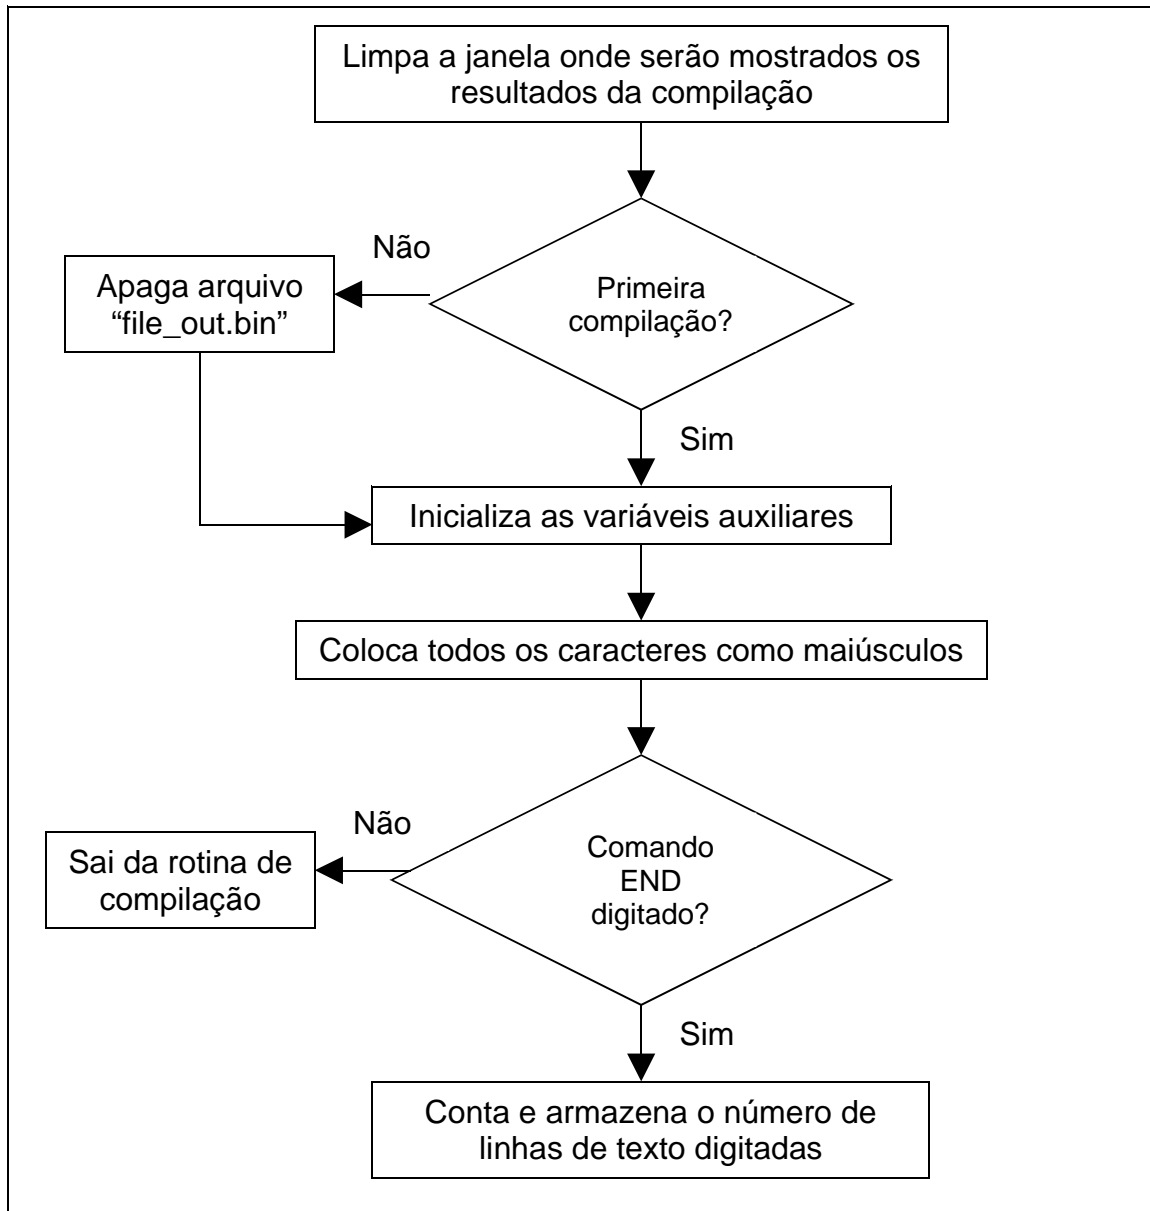 Limpa a janela onde serão mostrados os
resultados da compilação
Não
Primeira
compilação?
Apaga arquivo
“file_out.bin”
Sim
Inicializa as variáveis auxiliares
Coloca todos os caracteres como maiúsculos
Não
Comando
END
digitado?
Sai da rotina de
compilação
Sim
Conta e armazena o número de
linhas de texto digitadas